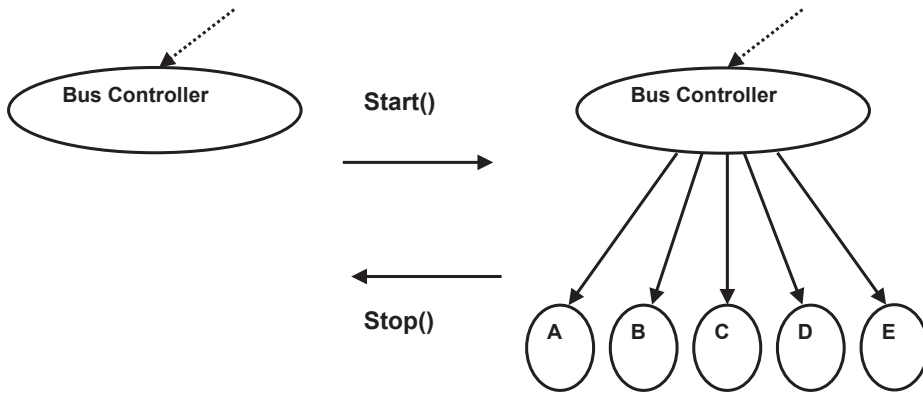 Bus Controller
Start()
Bus Controller
Stop()
A
B
C
D
E